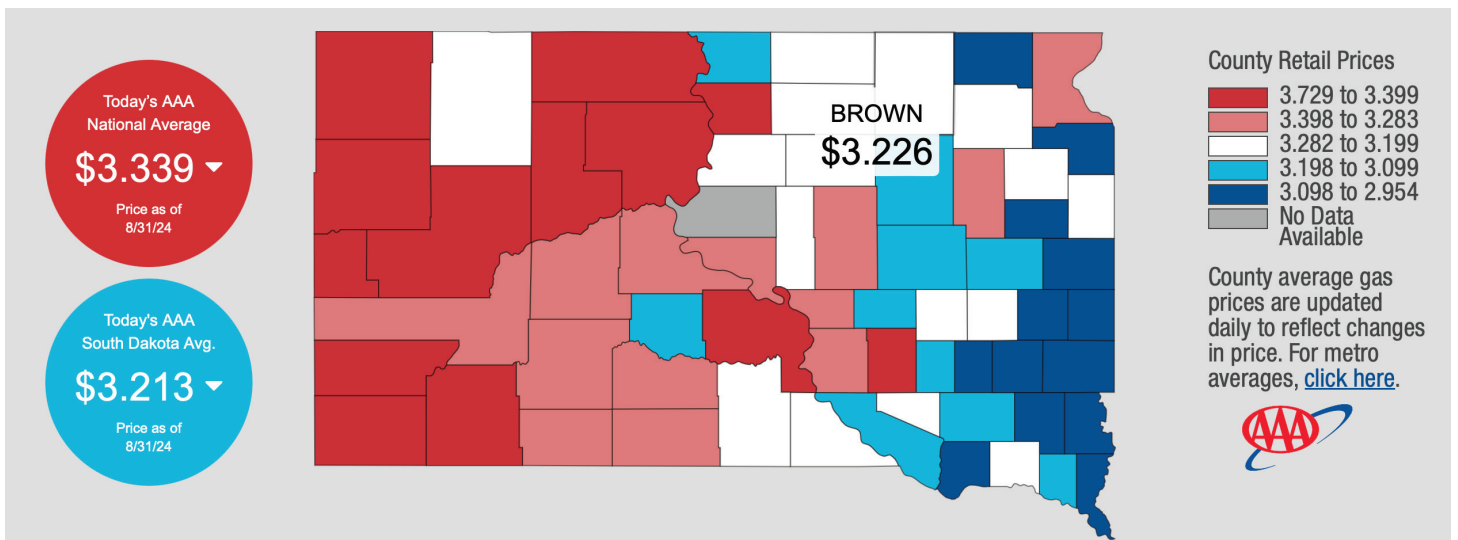 Today's AAA
National Average
$3.339
Price as of
8/31/24
Today's AAA
South Dakota Avg.
$3.213
Price as of
8/31/24
BROWN
$3.226
County Retail Prices
3.729 to 3.399
3.398 to 3.283
3.282 to 3.199
3.198 to 3.099
3.098 to 2.954
No Data
Available
County average gas
prices are updated
daily to reflect changes
in price. For metro
averages, click here.
AAA